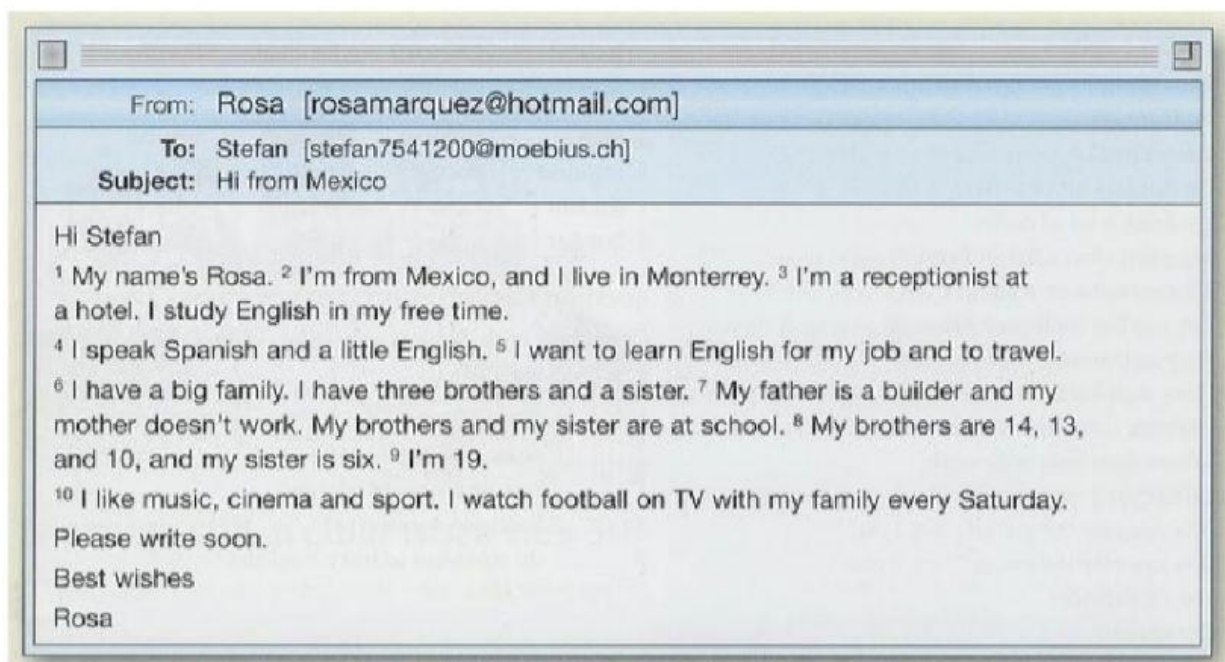 From: Rosa [rosamarquez@hotmail.com]
To: Stefan [stefan7541200@moebius.ch]
Subject: Hi from Mexico
Hi Stefan
¹ My name's Rosa. ² I'm from Mexico, and I live in Monterrey. ³ I'm a receptionist at
a hotel. I study English in my free time.
⁴ I speak Spanish and a little English. ⁵ I want to learn English for my job and to travel.
⁶ I have a big family. I have three brothers and a sister. ⁷ My father is a builder and my
mother doesn't work. My brothers and my sister are at school. ⁸ My brothers are 14, 13,
and 10, and my sister is six. ⁹ I'm 19.
¹⁰ I like music, cinema and sport. I watch football on TV with my family every Saturday.
Please write soon.
Best wishes
Rosa